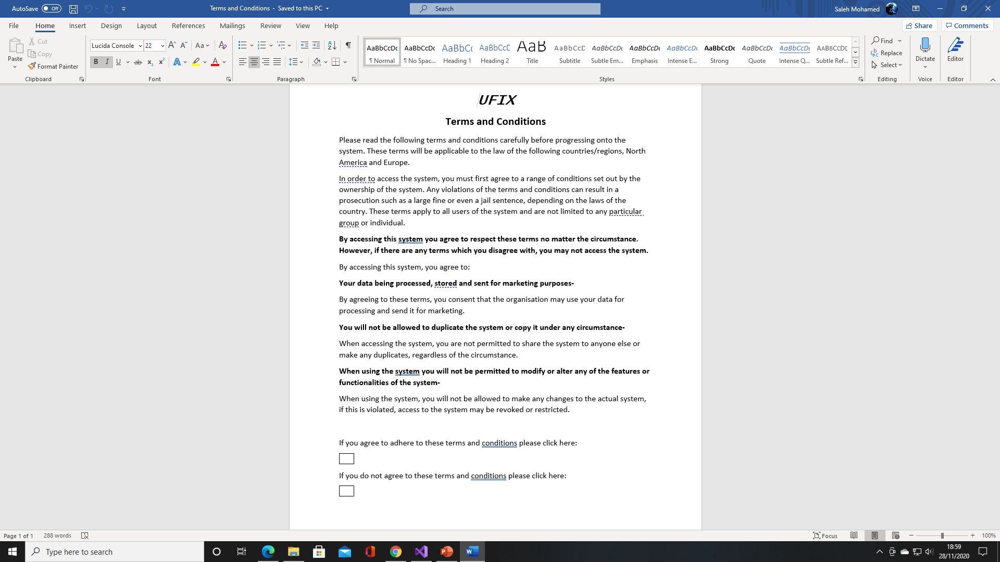 AutoSave Off Terms and Conditions - Saved to this PC Search Saleh Mohamed
File Home Insert Design Layout References Mailings Review View Help Share Comments
Paste Cut Copy Format Painter Clipboard
Lucida Console 22 Aa Font
B I U ab x₂ x² A A
Paragraph
AaBbCcDc AaBbCcDc AaBbCc AaBbCcD AaB AaBbCcD AaBbCcDc AaBbCcDc AaBbCcDc AaBbCcDc AaBbCcDc AaBbCcDc AABBCCDE
¶ Normal ¶ No Spac... Heading 1 Heading 2 Title Subtitle Subtle Em... Emphasis Intense E... Strong Quote Intense Q... Subtle Ref...
Styles
Find Replace Select Editing
Dictate Voice
Editor Editor
UFIX
Terms and Conditions
Please read the following terms and conditions carefully before progressing onto the
system. These terms will be applicable to the law of the following countries/regions, North
America and Europe.
In order to access the system, you must first agree to a range of conditions set out by the
ownership of the system. Any violations of the terms and conditions can result in a
prosecution such as a large fine or even a jail sentence, depending on the laws of the
country. These terms apply to all users of the system and are not limited to any particular
group or individual.
By accessing this system you agree to respect these terms no matter the circumstance.
However, if there are any terms which you disagree with, you may not access the system.
By accessing this system, you agree to:
Your data being processed, stored and sent for marketing purposes-
By agreeing to these terms, you consent that the organisation may use your data for
processing and send it for marketing.
You will not be allowed to duplicate the system or copy it under any circumstance-
When accessing the system, you are not permitted to share the system to anyone else or
make any duplicates, regardless of the circumstance.
When using the system you will not be permitted to modify or alter any of the features or
functionalities of the system-
When using the system, you will not be allowed to make any changes to the actual system,
if this is violated, access to the system may be revoked or restricted.
If you agree to adhere to these terms and conditions please click here:
If you do not agree to these terms and conditions please click here:
Page 1 of 1 288 words Focus 100%
Type here to search
18:59
28/11/2020